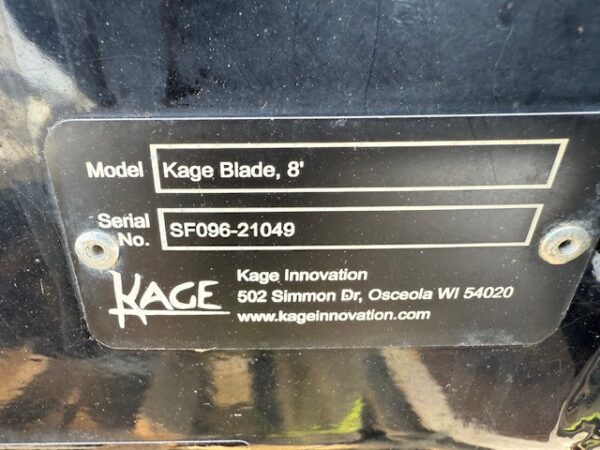 Model Kage Blade, 8'
Serial No. SF096-21049
KAGE
Kage Innovation
502 Simmon Dr, Osceola WI 54020
www.kageinnovation.com